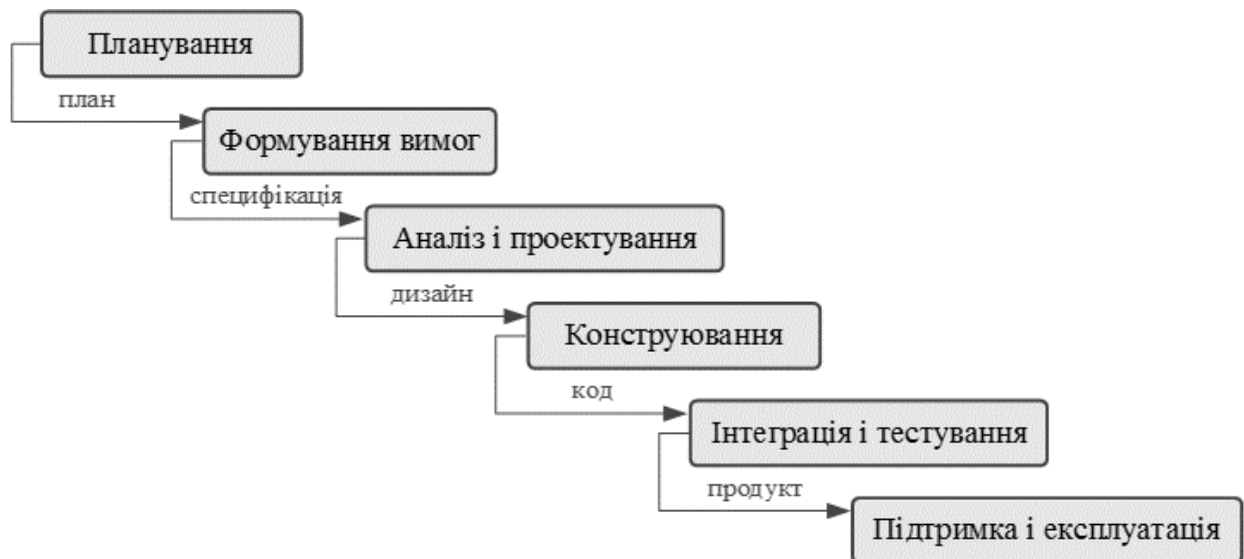 Планування
план
Формування вимог
специфікація
Аналіз і проектування
дизайн
Конструювання
код
Інтеграція і тестування
продукт
Підтримка і експлуатація